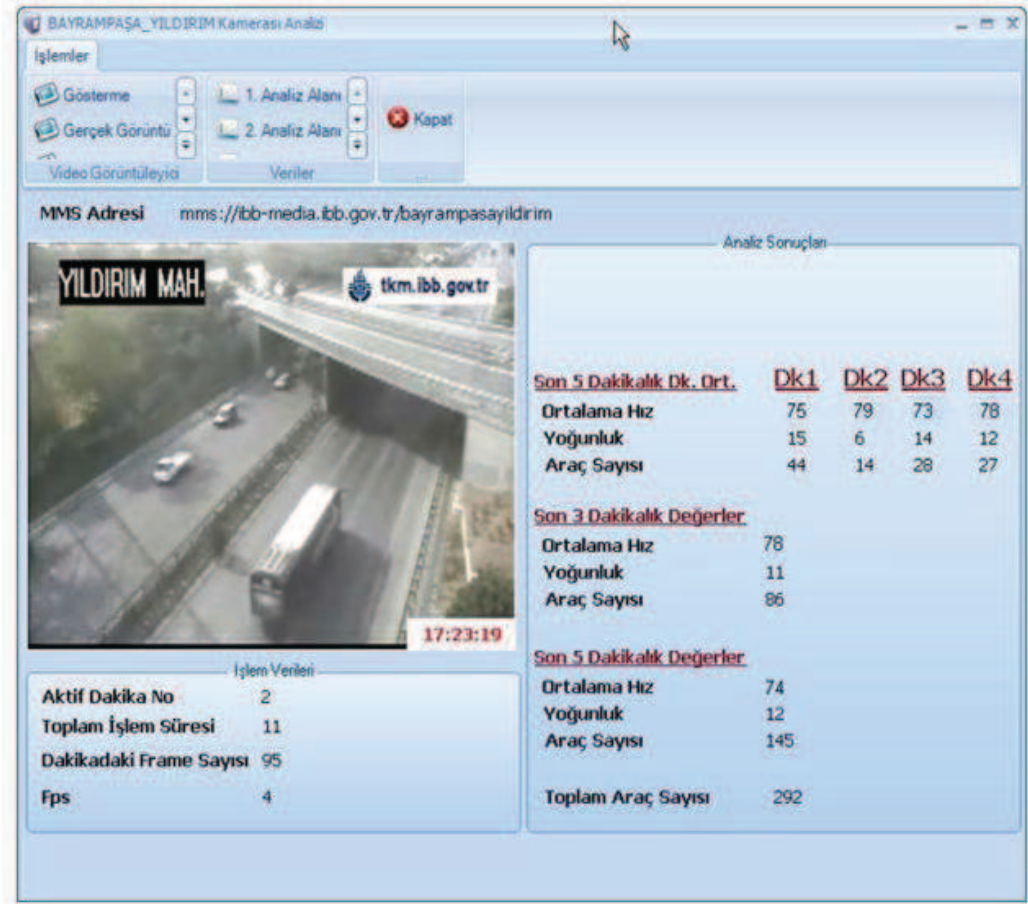 BAYRAMPAŞA_YILDIRIM Kamerası Analizi
İşlemler
Gösterme
Gerçek Görüntü
Video Görüntüleyici
1. Analiz Alanı
2. Analiz Alanı
Veriler
Kapat
...
MMS Adresi mms://ibb-media.ibb.gov.tr/bayrampasayildirim
YILDIRIM MAH.
tkm.ibb.gov.tr
17:23:19
İşlem Verileri
Aktif Dakika No 2
Toplam İşlem Süresi 11
Dakikadaki Frame Sayısı 95
Fps 4
Analiz Sonuçları
Son 5 Dakikalık Dk. Ort. Dk1 Dk2 Dk3 Dk4
Ortalama Hız 75 79 73 78
Yoğunluk 15 6 14 12
Araç Sayısı 44 14 28 27
Son 3 Dakikalık Değerler
Ortalama Hız 78
Yoğunluk 11
Araç Sayısı 86
Son 5 Dakikalık Değerler
Ortalama Hız 74
Yoğunluk 12
Araç Sayısı 145
Toplam Araç Sayısı 292